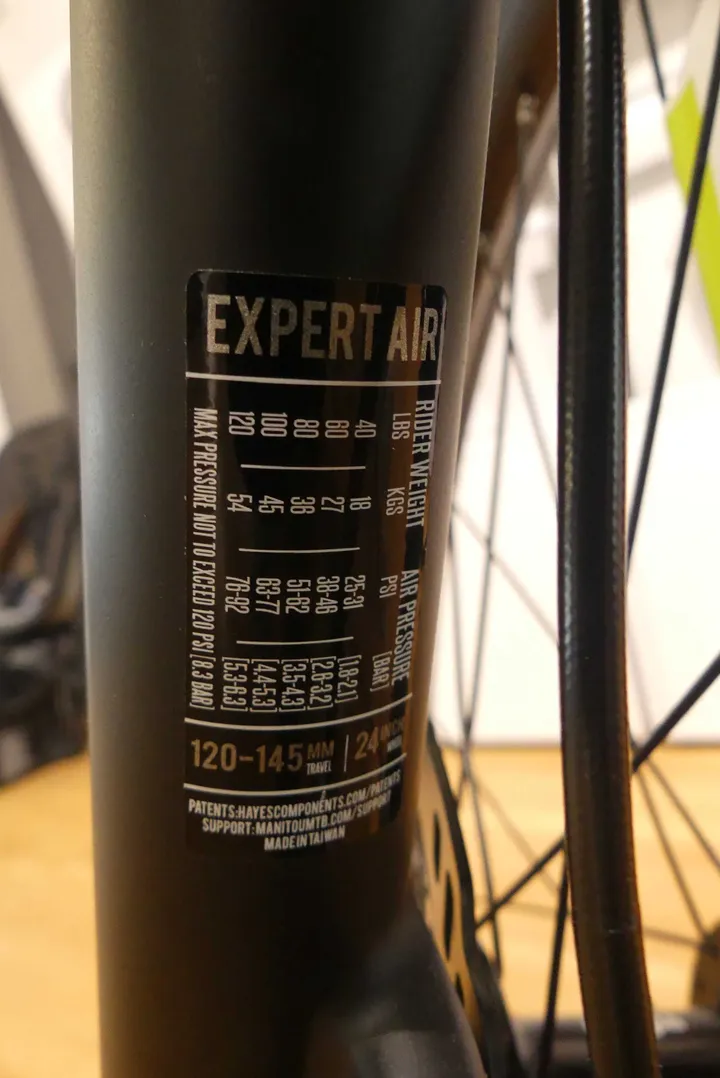 EXPERT AIR
RIDER WEIGHT AIR PRESSURE
LBS. KGS PSI [BAR]
40 18 25-31 [1.8-2.1]
60 27 38-46 [2.6-3.2]
80 36 51-62 [3.5-4.3]
100 45 63-77 [4.4-5.3]
120 54 76-92 [5.3-6.3]
MAX PRESSURE NOT TO EXCEED 120 PSI [8.3 BAR]
120-145 MM TRAVEL | 24 INCH
PATENTS:HAYESCOMPONENTS.COM/PATENTS
SUPPORT:MANITOUMTB.COM/SUPPORT
MADE IN TAIWAN